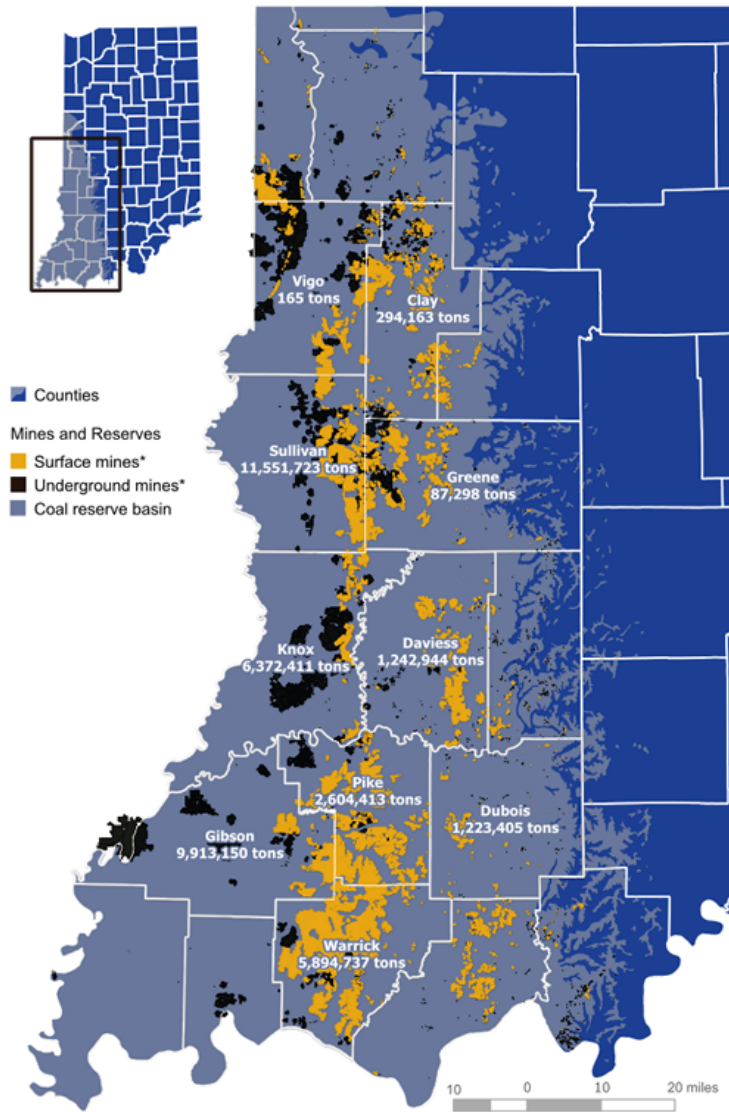 Vigo
165 tons
Clay
294,163 tons
Counties
Mines and Reserves
Surface mines*
Underground mines*
Coal reserve basin
Sullivan
11,551,723 tons
Greene
87,298 tons
Knox
6,372,411 tons
Daviess
1,242,944 tons
Pike
2,604,413 tons
Dubois
1,223,405 tons
Gibson
9,913,150 tons
Warrick
5,894,737 tons
10 0 10 20 miles